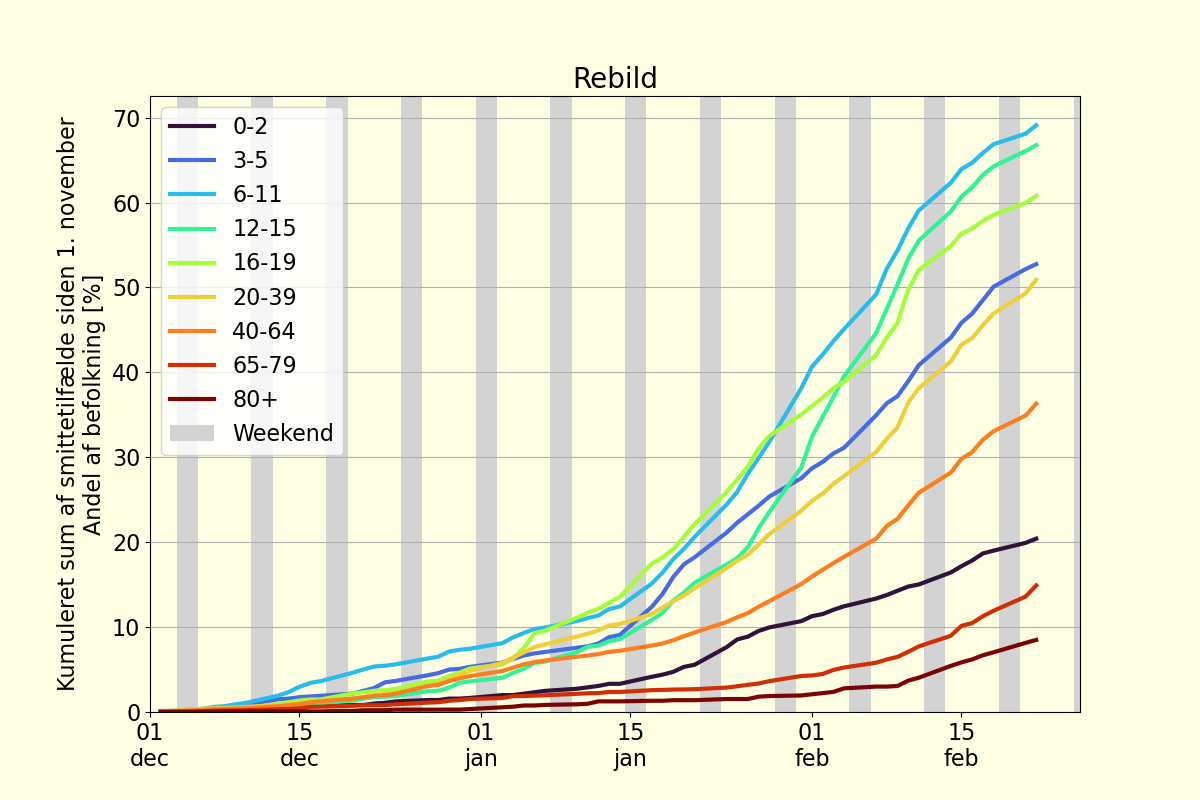 Rebild
Kumuleret sum af smittetilfælde siden 1. november
Andel af befolkning [%]
70
60
50
40
30
20
10
0
0-2
3-5
6-11
12-15
16-19
20-39
40-64
65-79
80+
Weekend
01
dec
15
dec
01
jan
15
jan
01
feb
15
feb